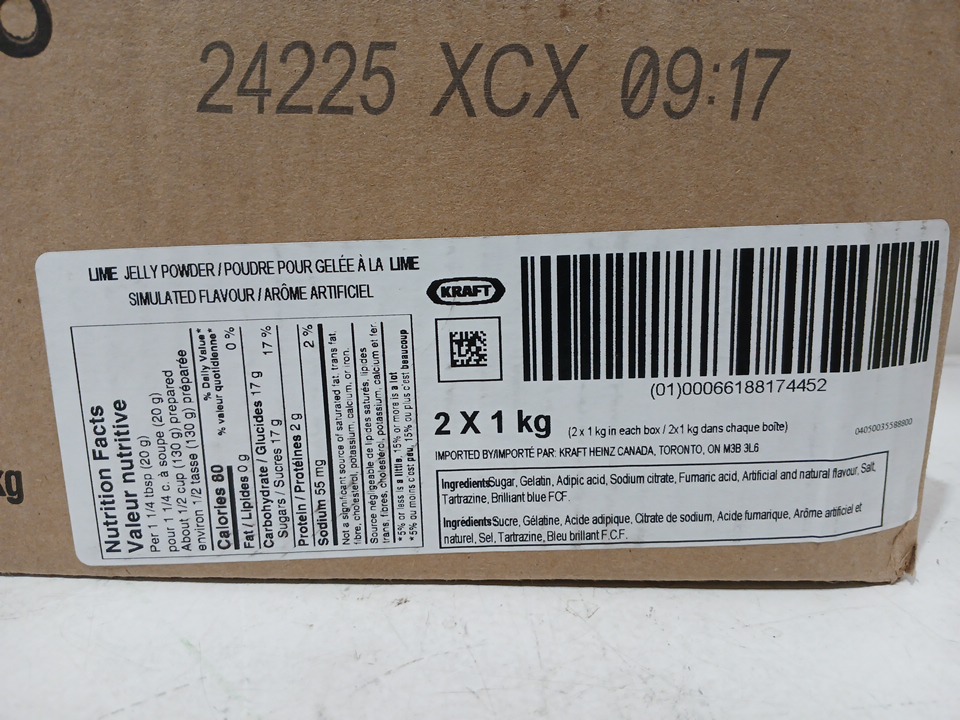 24225 XCX 09:17
LIME JELLY POWDER / POUDRE POUR GELÉE À LA LIME
SIMULATED FLAVOUR / ARÔME ARTIFICIEL
Nutrition Facts
Valeur nutritive
Per 1 1/4 tbsp (20 g)
About 1/2 cup (130 g) prepared
pour 1 1/4 c. à soupe (20 g)
environ 1/2 tasse (130 g) préparée
Calories 80
% Daily Value*
% valeur quotidienne*
Fat / Lipides 0 g 0 %
Carbohydrate / Glucides 17 g
Sugars / Sucres 17 g 17 %
Protein / Protéines 2 g
Sodium 55 mg 2 %
Not a significant source of saturated fat, trans fat,
fibre, cholesterol, potassium, calcium, or iron.
Source négligeable de lipides saturés, lipides
trans, fibres, cholestérol, potassium, calcium et fer.
*5% or less is a little, 15% or more is a lot
*5% ou moins c'est peu, 15% ou plus c'est beaucoup
KRAFT
(01)00066188174452
2 X 1 kg (2 x 1 kg in each box / 2x1 kg dans chaque boîte)
04050035588800
IMPORTED BY/IMPORTÉ PAR: KRAFT HEINZ CANADA, TORONTO, ON M3B 3L6
Ingredients Sugar, Gelatin, Adipic acid, Sodium citrate, Fumaric acid, Artificial and natural flavour, Salt,
Tartrazine, Brilliant blue FCF.
Ingrédients Sucre, Gélatine, Acide adipique, Citrate de sodium, Acide fumarique, Arôme artificiel et
naturel, Sel, Tartrazine, Bleu brillant F.C.F.
kg